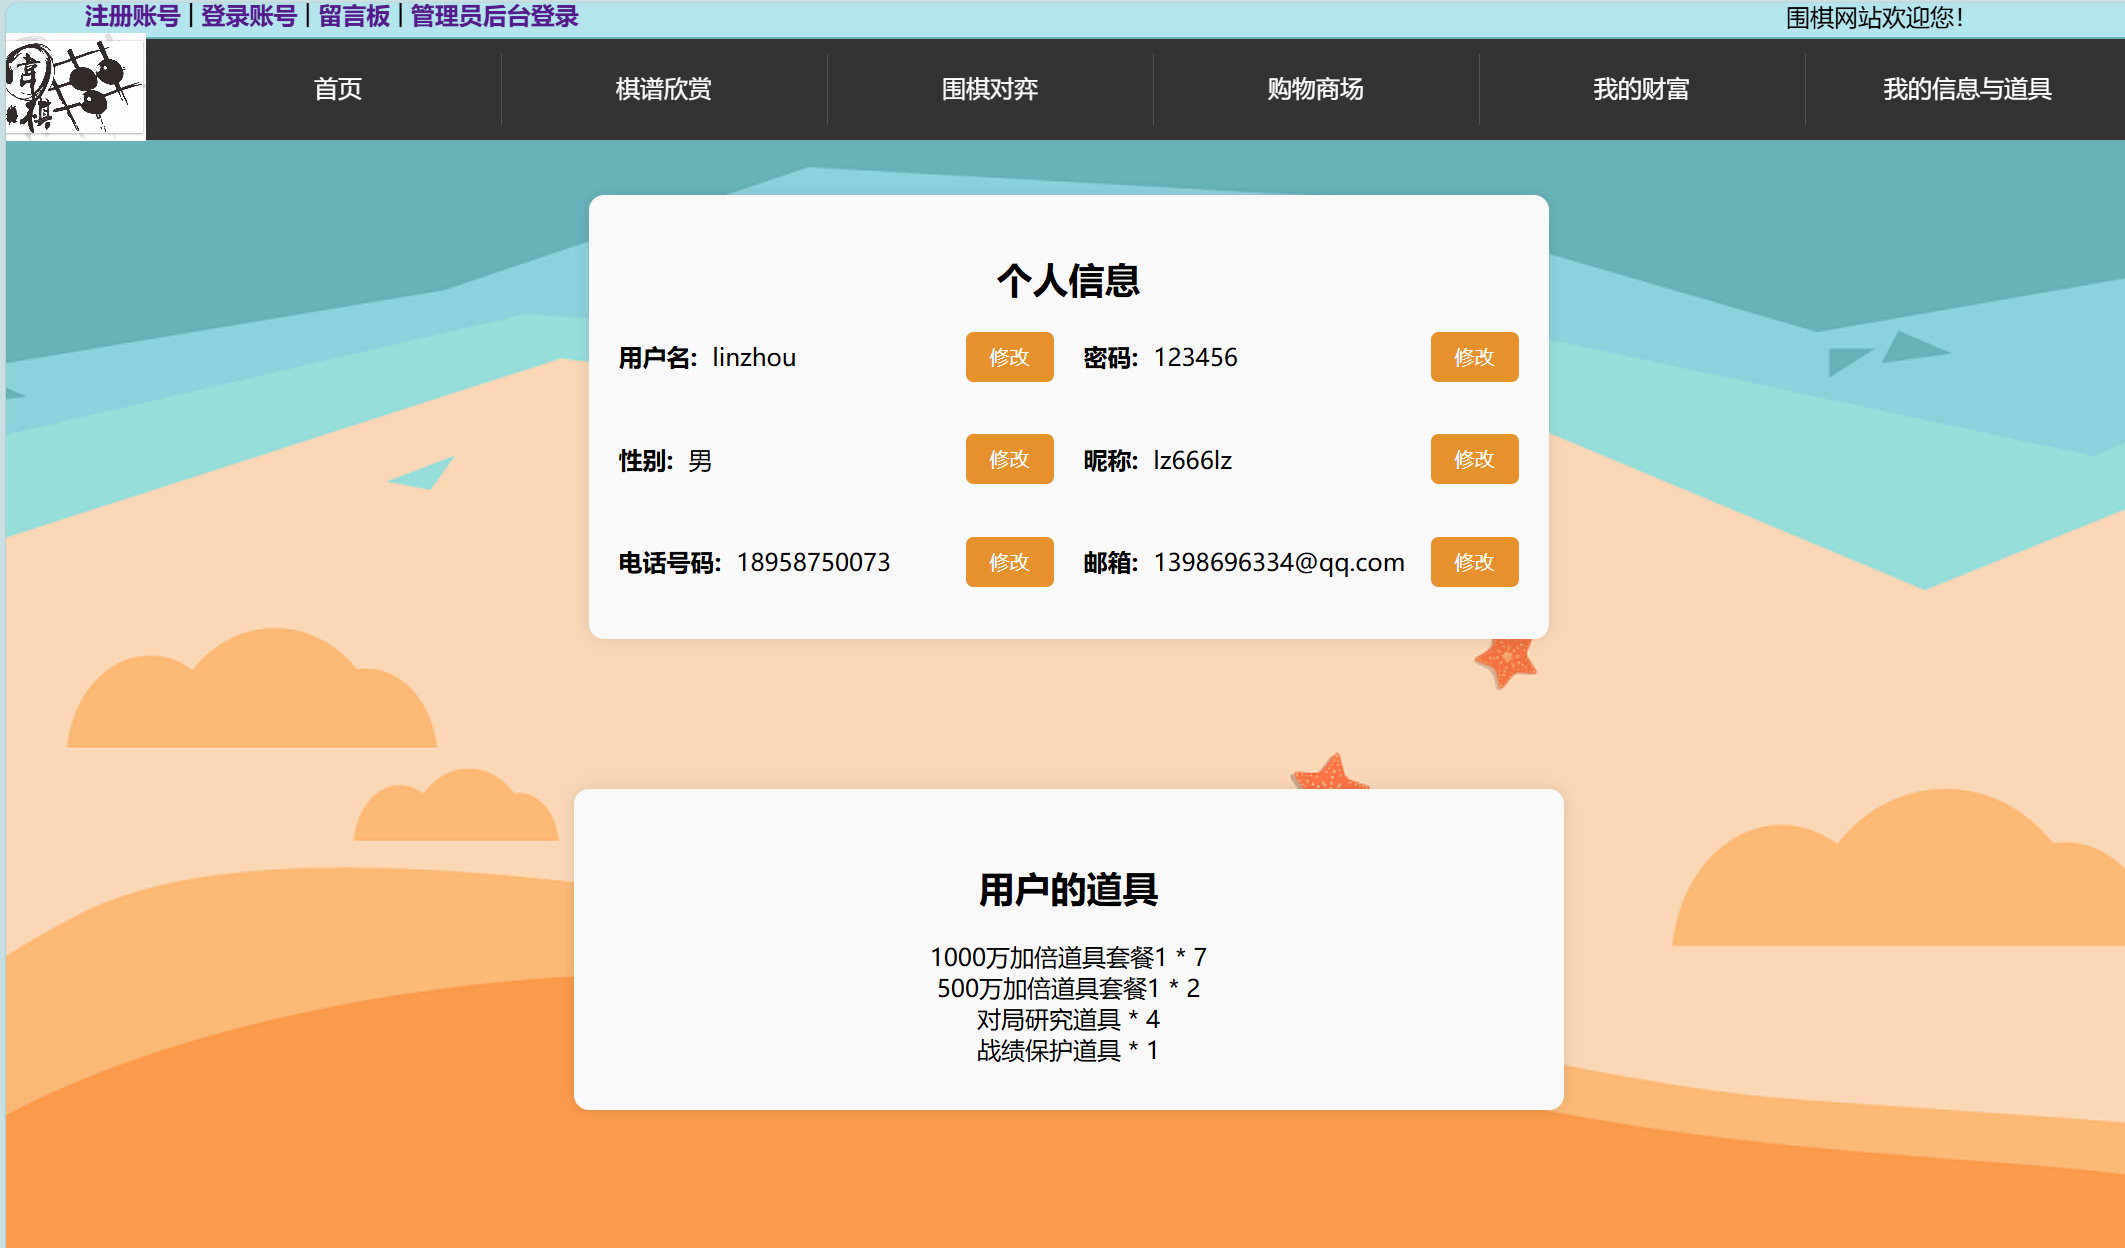 注册账号 | 登录账号 | 留言板 | 管理员后台登录
围棋网站欢迎您！
围棋
首页
棋谱欣赏
围棋对弈
购物商场
我的财富
我的信息与道具
个人信息
用户名: linzhou 修改 密码: 123456 修改
性别: 男 修改 昵称: lz666lz 修改
电话号码: 18958750073 修改 邮箱: 1398696334@qq.com 修改
用户的道具
1000万加倍道具套餐1 * 7
500万加倍道具套餐1 * 2
对局研究道具 * 4
战绩保护道具 * 1